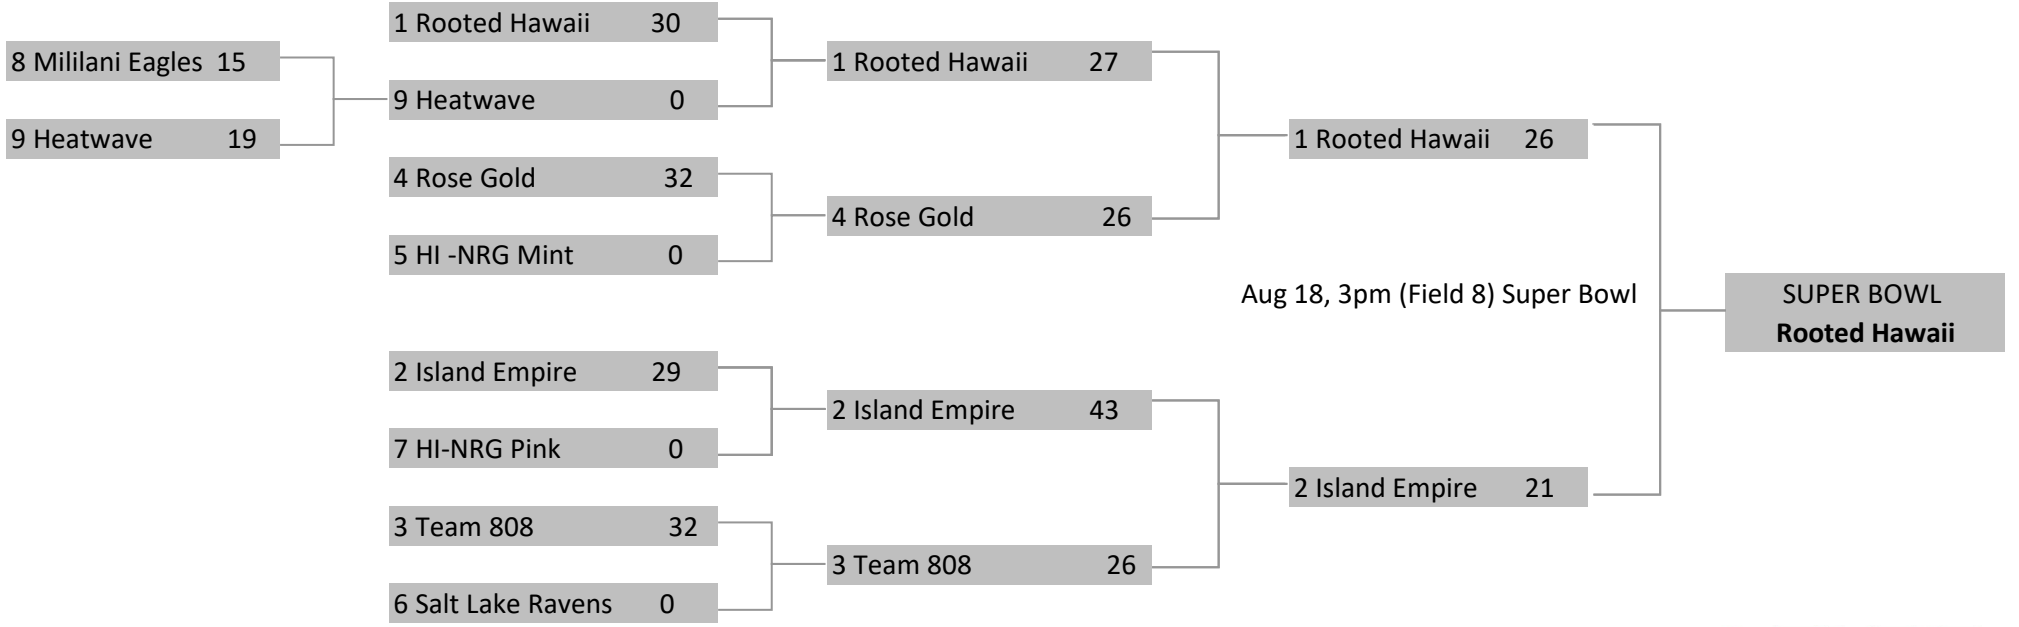 8 Mililani Eagles 15
9 Heatwave 19
1 Rooted Hawaii 30
9 Heatwave 0
4 Rose Gold 32
5 HI -NRG Mint 0
2 Island Empire 29
7 HI-NRG Pink 0
3 Team 808 32
6 Salt Lake Ravens 0
1 Rooted Hawaii 27
4 Rose Gold 26
2 Island Empire 43
3 Team 808 26
1 Rooted Hawaii 26
Aug 18, 3pm (Field 8) Super Bowl
2 Island Empire 21
SUPER BOWL
Rooted Hawaii